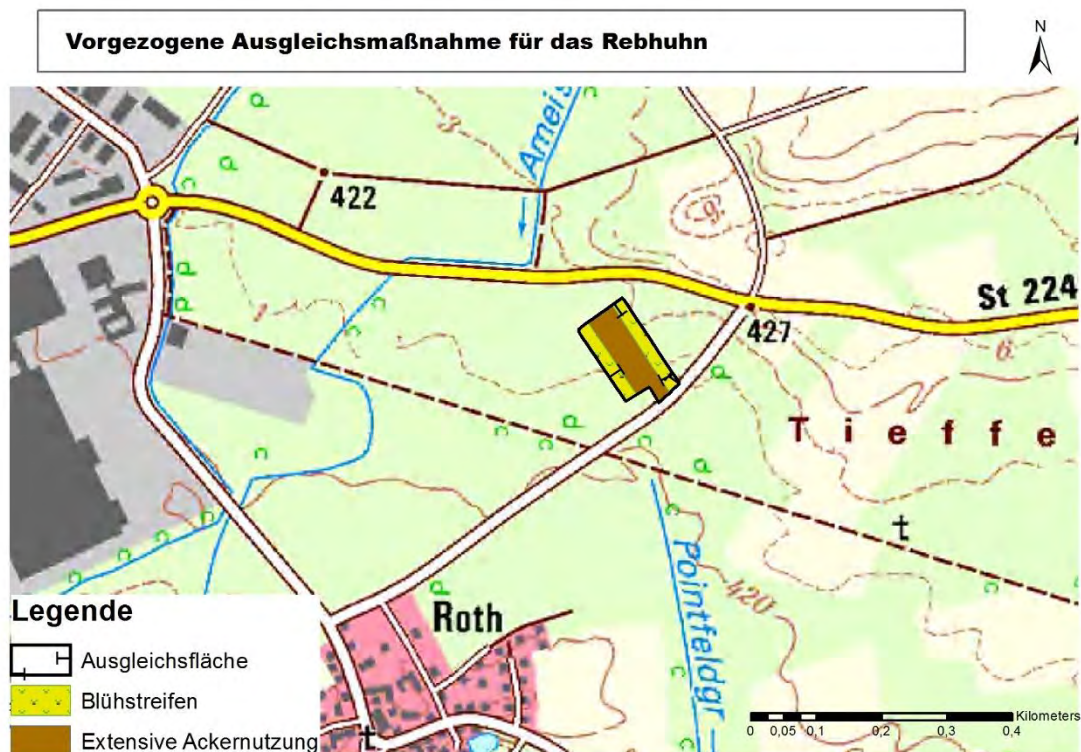 Vorgezogene Ausgleichsmaßnahme für das Rebhuhn
N
Ameis
422
St 224
427
Tieffe
t
Pointfeldgr
420
Roth
t
Legende
Ausgleichsfläche
Blühstreifen
Extensive Ackernutzung
Kilometers
0 0,05 0,1 0,2 0,3 0,4